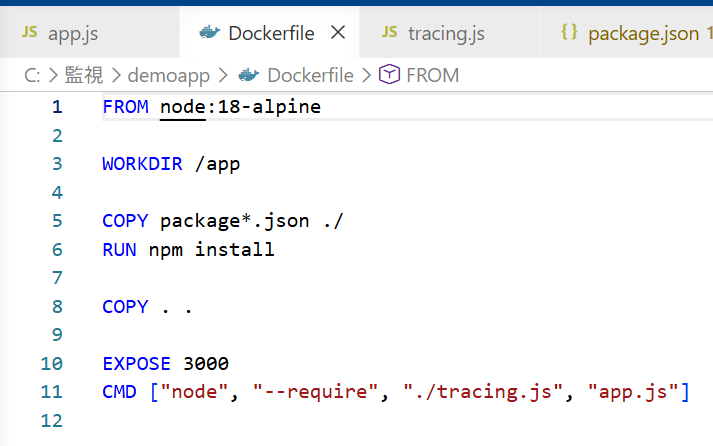 JS app.js Dockerfile × JS tracing.js {} package.json 1
C: > 監視 > demoapp > Dockerfile > FROM
1 FROM node:18-alpine
2
3 WORKDIR /app
4
5 COPY package*.json ./
6 RUN npm install
7
8 COPY . .
9
10 EXPOSE 3000
11 CMD ["node", "--require", "./tracing.js", "app.js"]
12